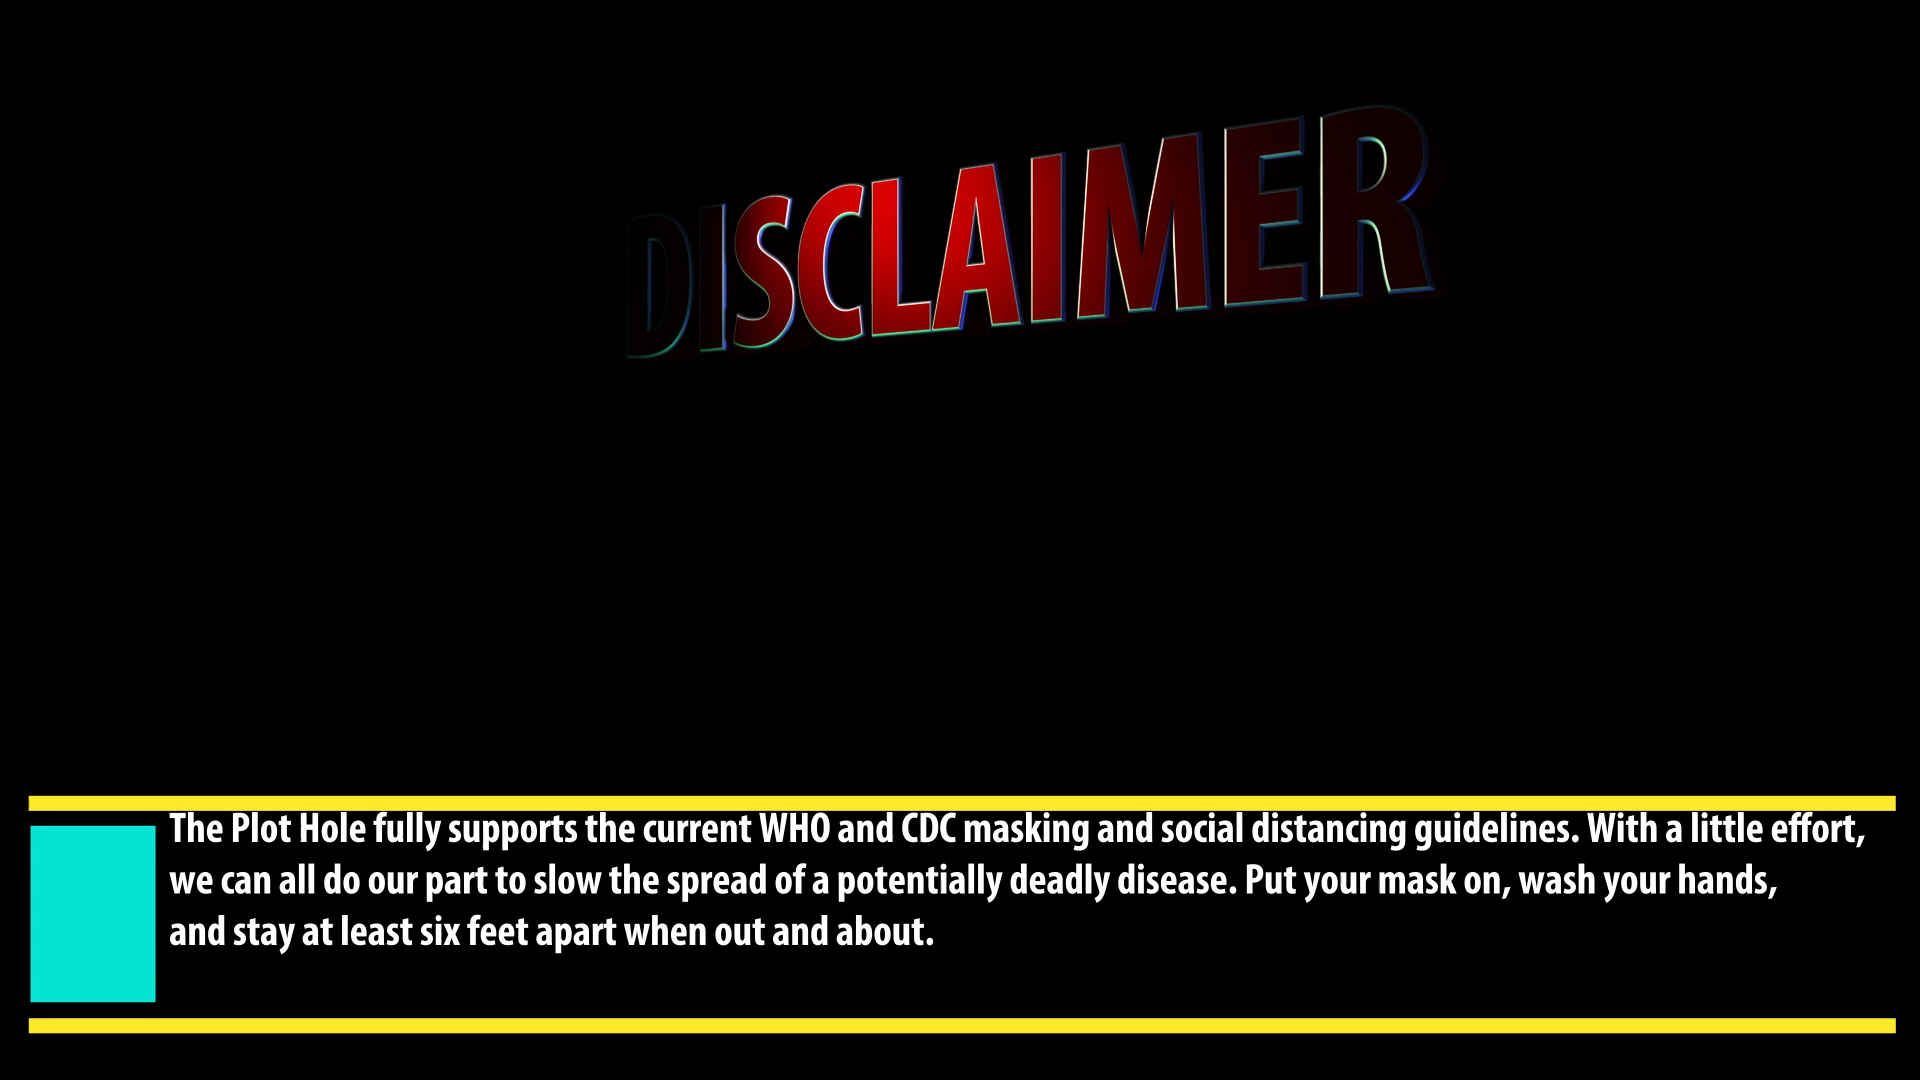 DISCLAIMER
The Plot Hole fully supports the current WHO and CDC masking and social distancing guidelines. With a little effort,
we can all do our part to slow the spread of a potentially deadly disease. Put your mask on, wash your hands,
and stay at least six feet apart when out and about.